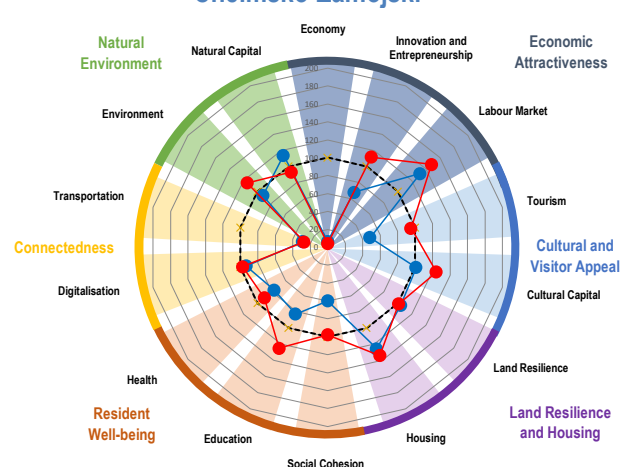 Chełmsko-Zamojski
Economy
Natural
Environment
Natural Capital
Innovation and
Entrepreneurship
Economic
Attractiveness
200
180
160
140
120
100
80
60
40
20
0
Environment
Labour Market
Transportation
Tourism
Connectedness
Cultural and
Visitor Appeal
Digitalisation
Cultural Capital
Land Resilience
Health
Resident
Well-being
Land Resilience
and Housing
Education
Housing
Social Cohesion